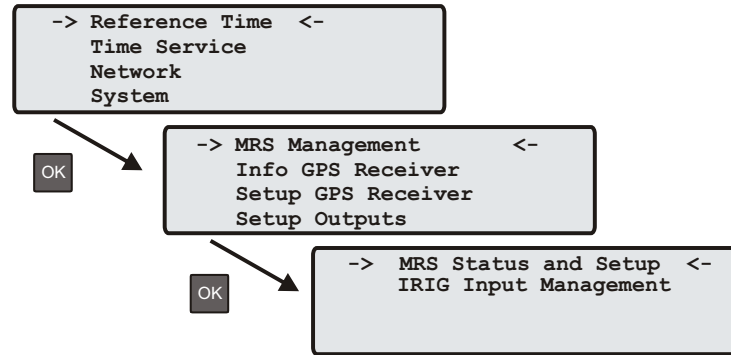 -> Reference Time <-
Time Service
Network
System
OK
-> MRS Management <-
Info GPS Receiver
Setup GPS Receiver
Setup Outputs
OK
-> MRS Status and Setup <-
IRIG Input Management